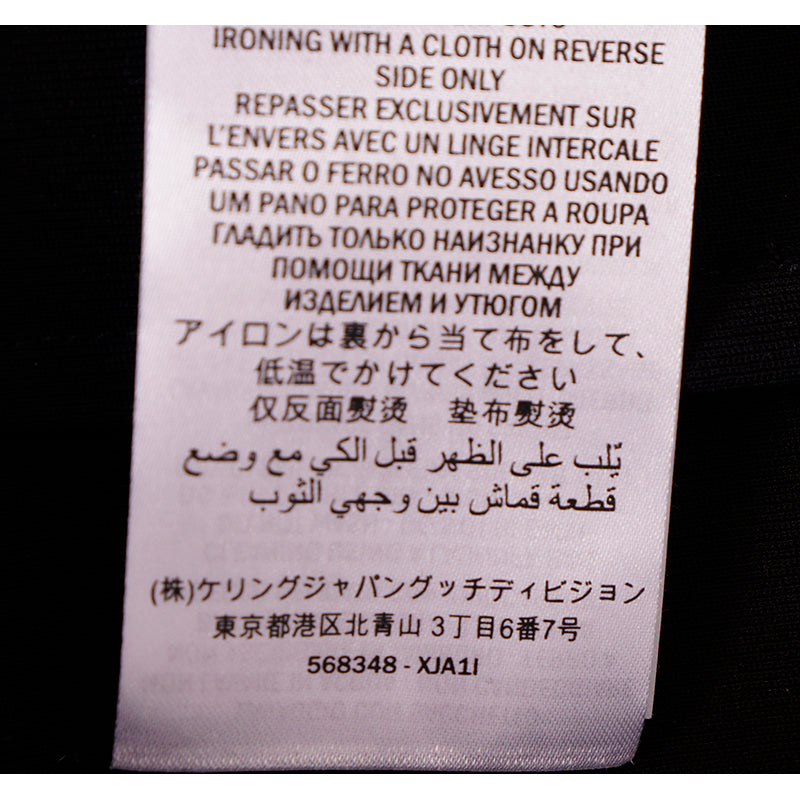 IRONING WITH A CLOTH ON REVERSE
SIDE ONLY
REPASSER EXCLUSIVEMENT SUR
L'ENVERS AVEC UN LINGE INTERCALE
PASSAR O FERRO NO AVESSO USANDO
UM PANO PARA PROTEGER A ROUPA
ГЛАДИТЬ ТОЛЬКО НАИЗНАНКУ ПРИ
ПОМОЩИ ТКАНИ МЕЖДУ
ИЗДЕЛИЕМ И УТЮГОМ
アイロンは裏から当て布をして、
低温でかけてください
仅反面熨烫 垫布熨烫
يّلب على الظهر قبل الكي مع وضع
قطعة قماش بين وجهي الثوب
(株)ケリングジャパングッチディビジョン
東京都港区北青山 3丁目6番7号
568348 - XJA1I